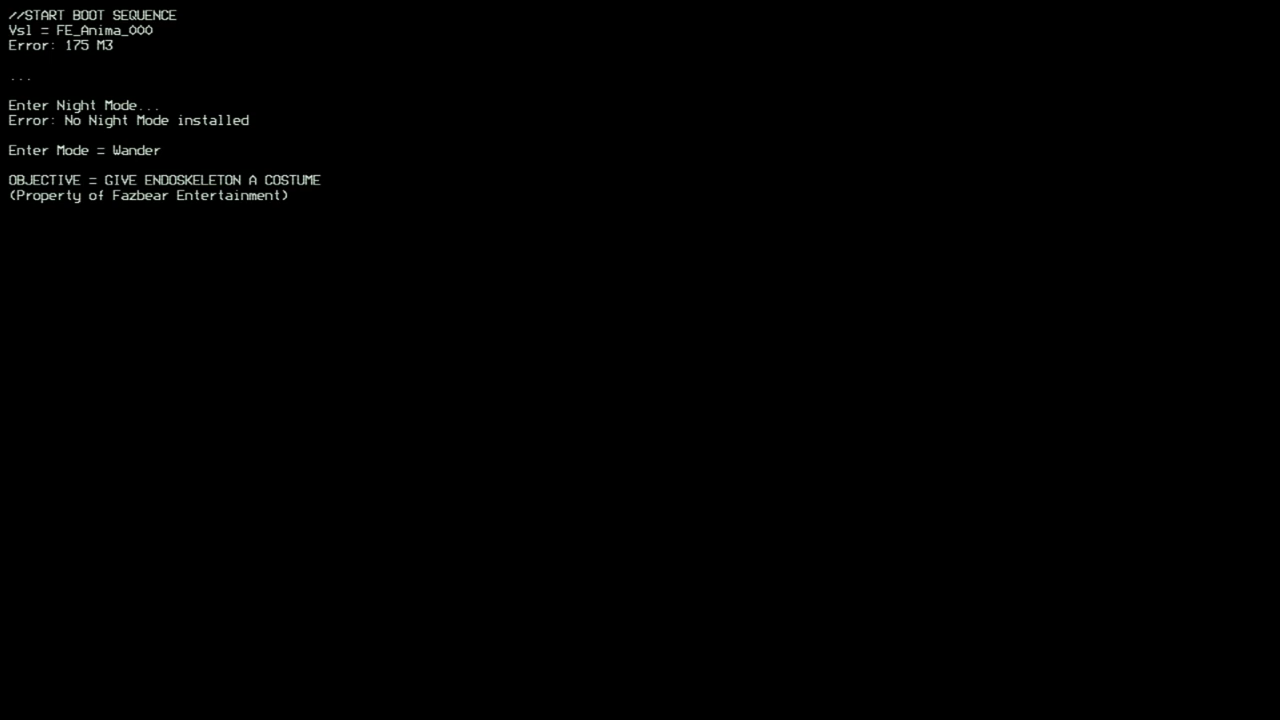 //START BOOT SEQUENCE
Vsl = FE_Anima_000
Error: 175 M3
...
Enter Night Mode...
Error: No Night Mode installed
Enter Mode = Wander
OBJECTIVE = GIVE ENDOSKELETON A COSTUME
(Property of Fazbear Entertainment)